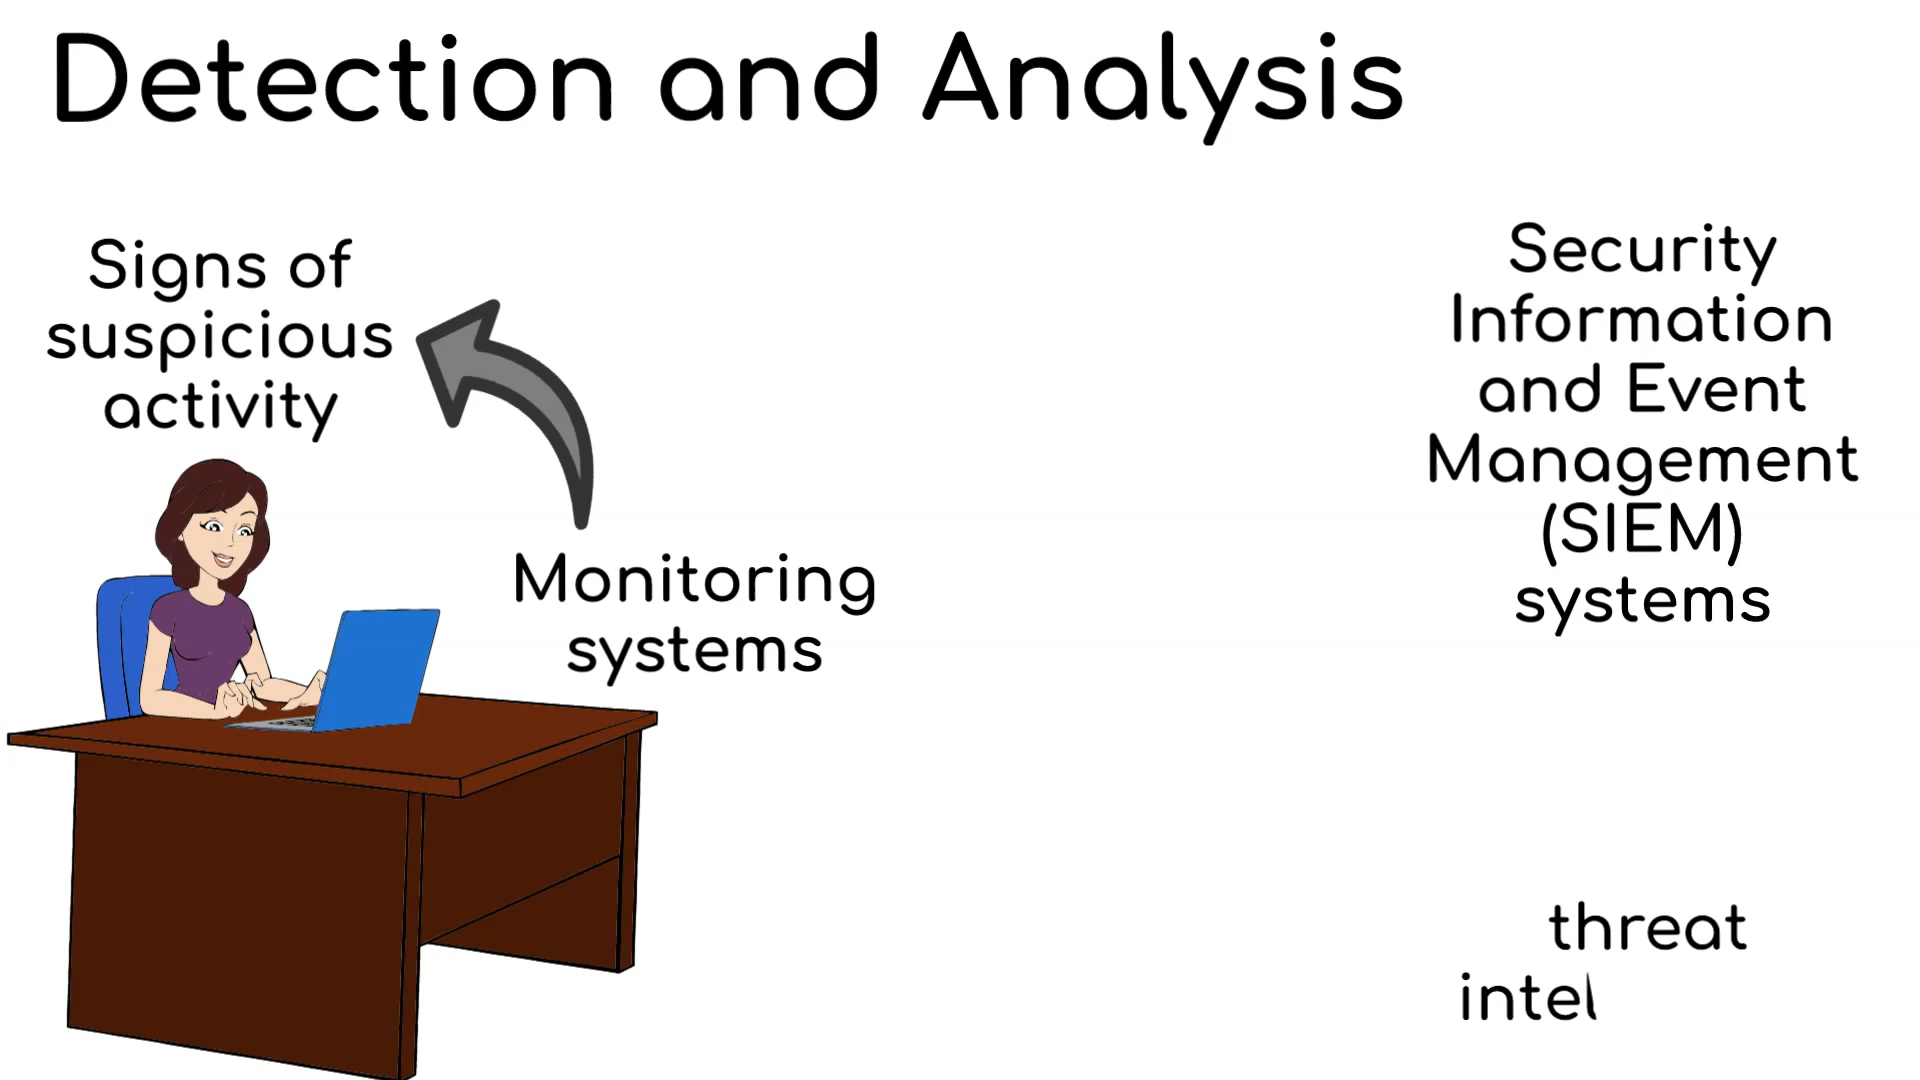 Detection and Analysis
Signs of
suspicious
activity
Monitoring
systems
Security
Information
and Event
Management
(SIEM)
systems
threat
intel